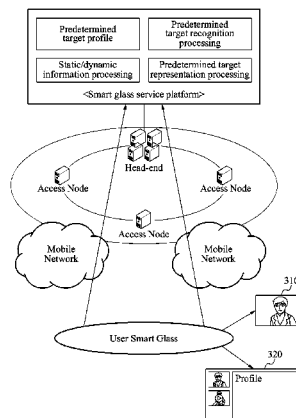 Predetermined
target profile
Predetermined
target recognition
processing
Static/dynamic
information processing
Predetermined target
representation processing
<Smart glass service platform>
Head-end
Access Node
Access Node
Access Node
Mobile
Network
Mobile
Network
310
User Smart Glass
320
Profile